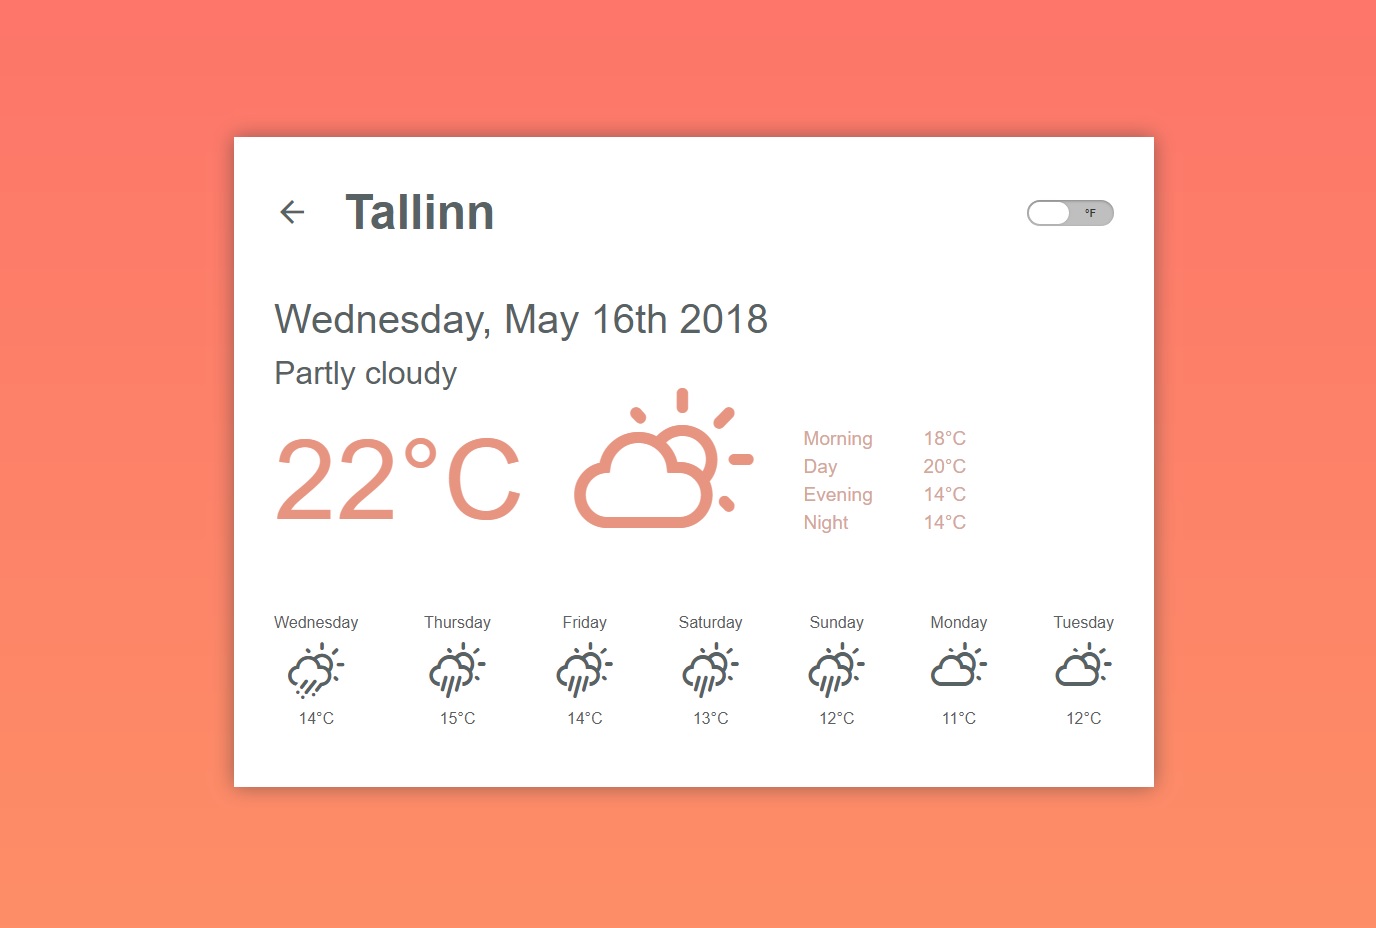 Tallinn
°F
Wednesday, May 16th 2018
Partly cloudy
22°C
Morning 18°C
Day 20°C
Evening 14°C
Night 14°C
Wednesday Thursday Friday Saturday Sunday Monday Tuesday
14°C 15°C 14°C 13°C 12°C 11°C 12°C